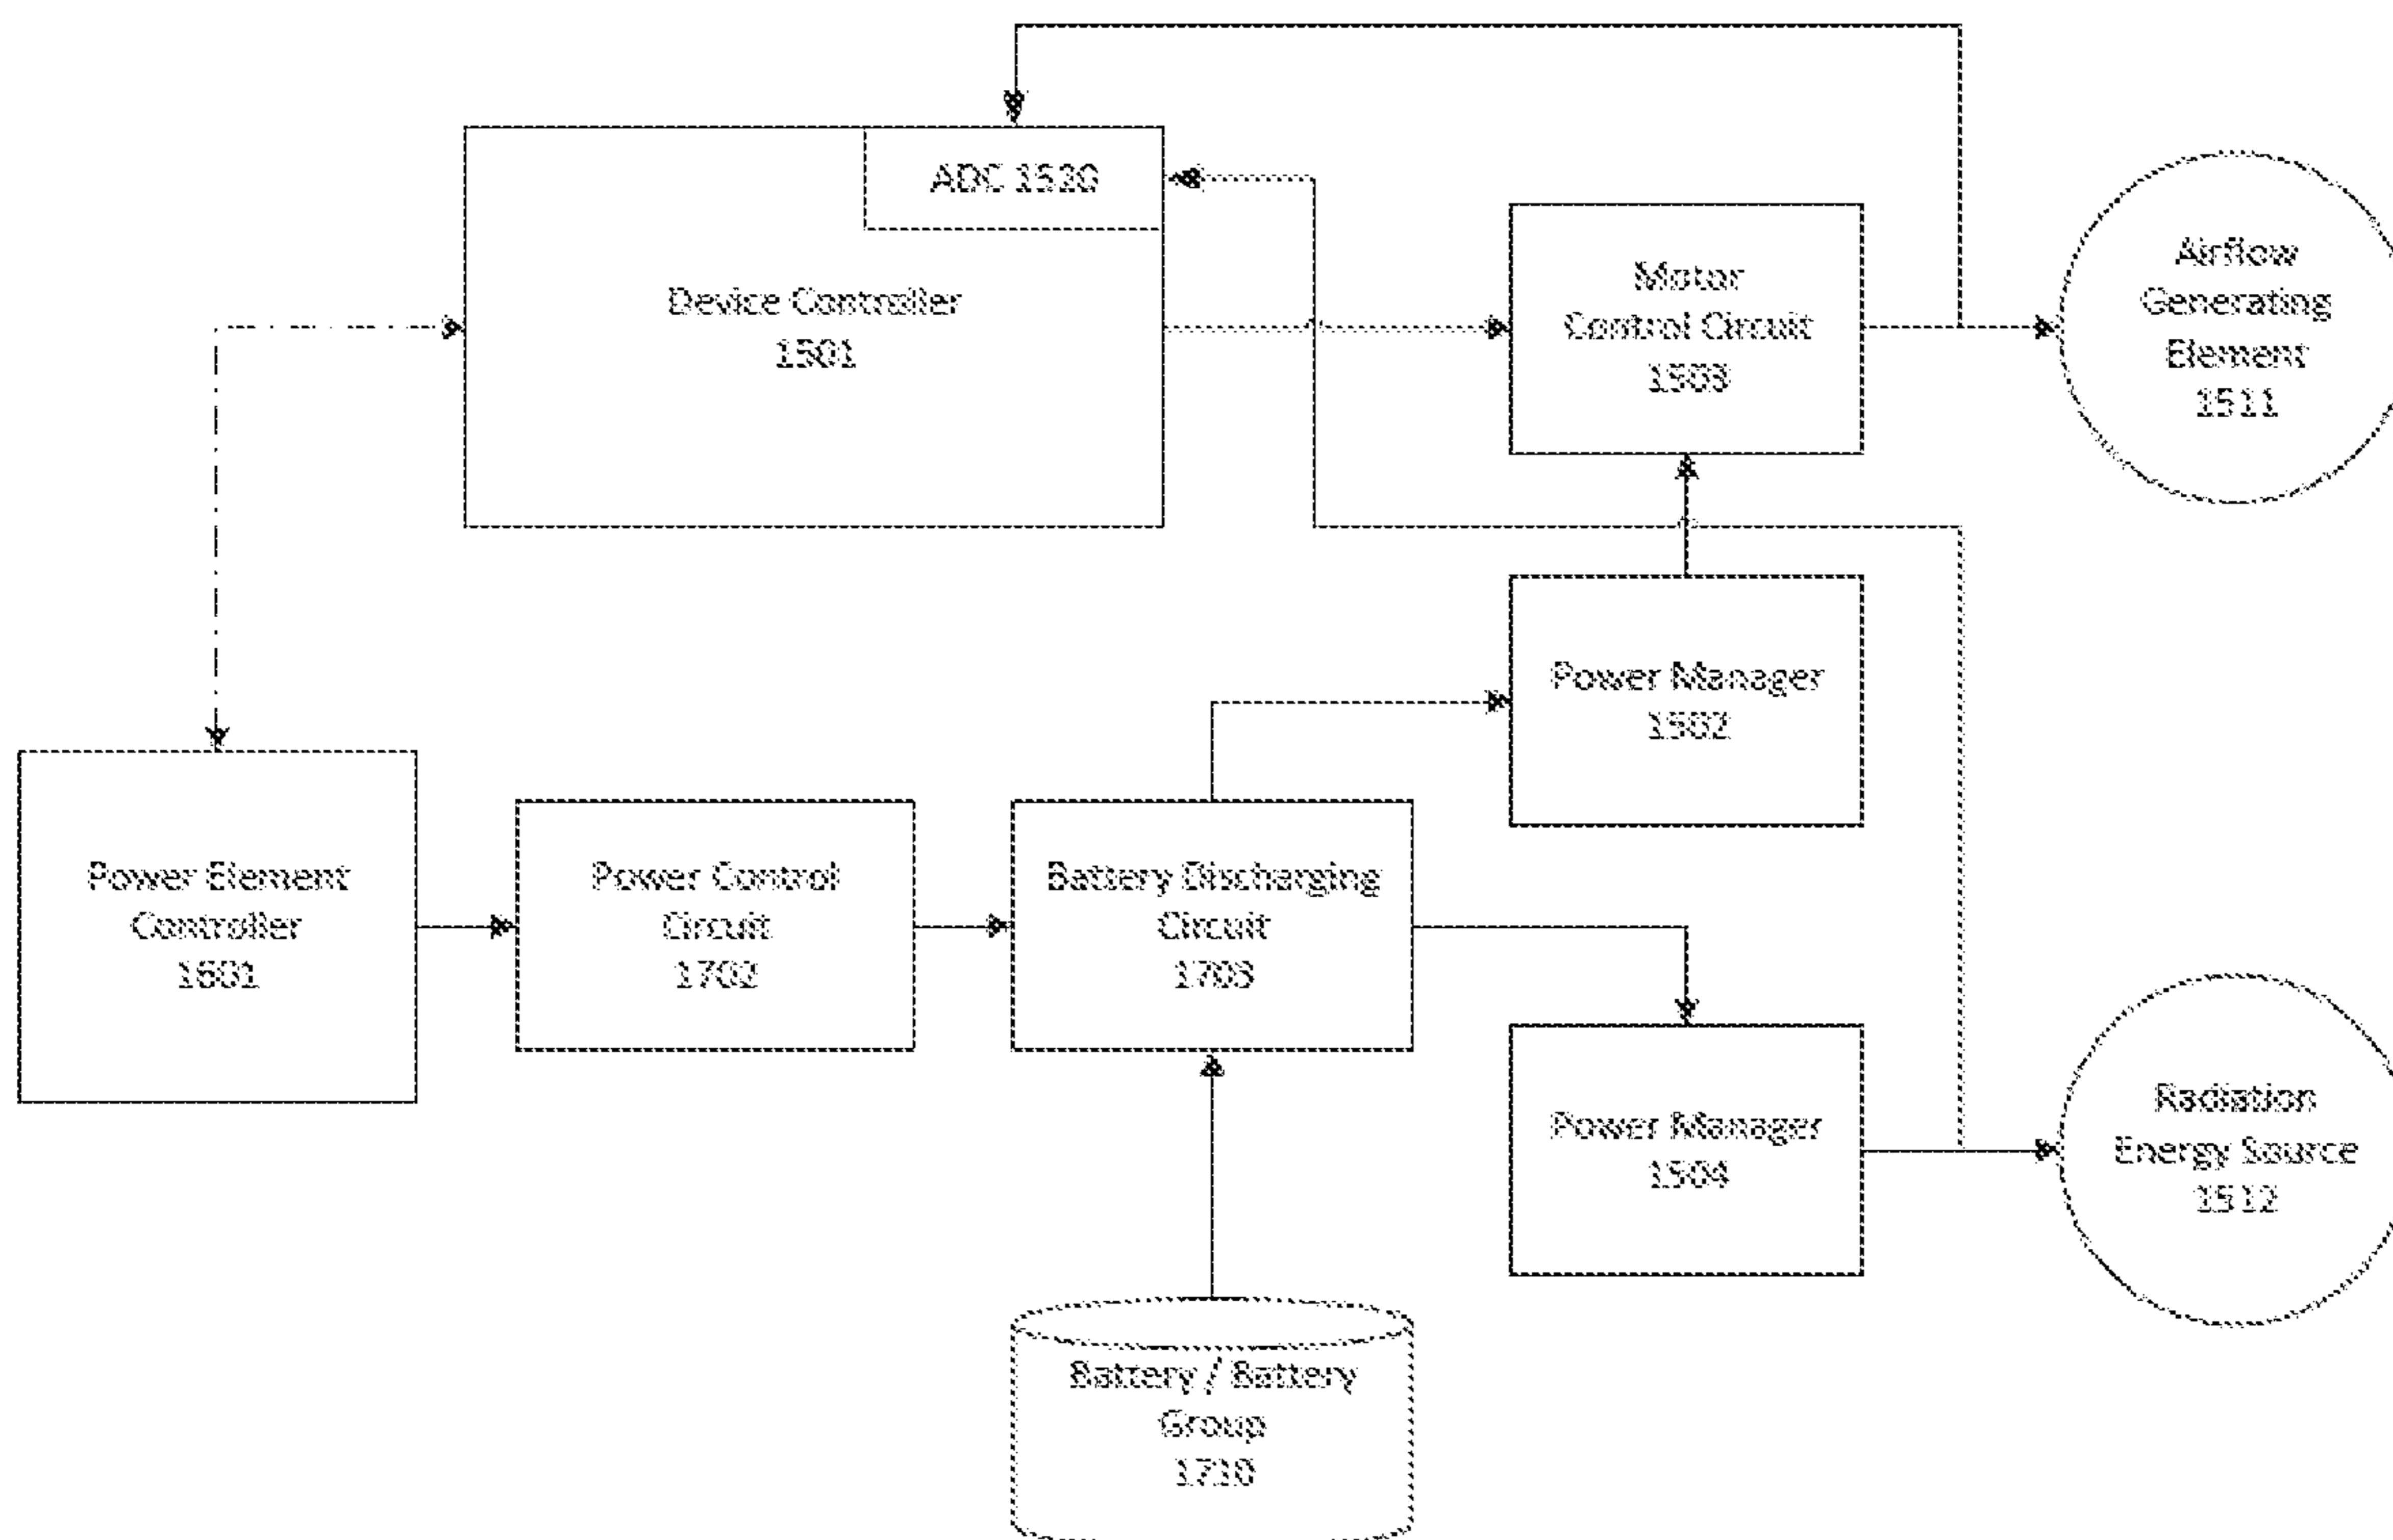 ADC 1520
Device Controller
1501
Motor
Control Circuit
1503
Airflow
Generating
Element
1511
Power Manager
1502
Power Element
Controller
1601
Power Control
Circuit
1702
Battery Discharging
Circuit
1703
Power Manager
1504
Radiation
Energy Source
1512
Battery / Battery
Group
1710